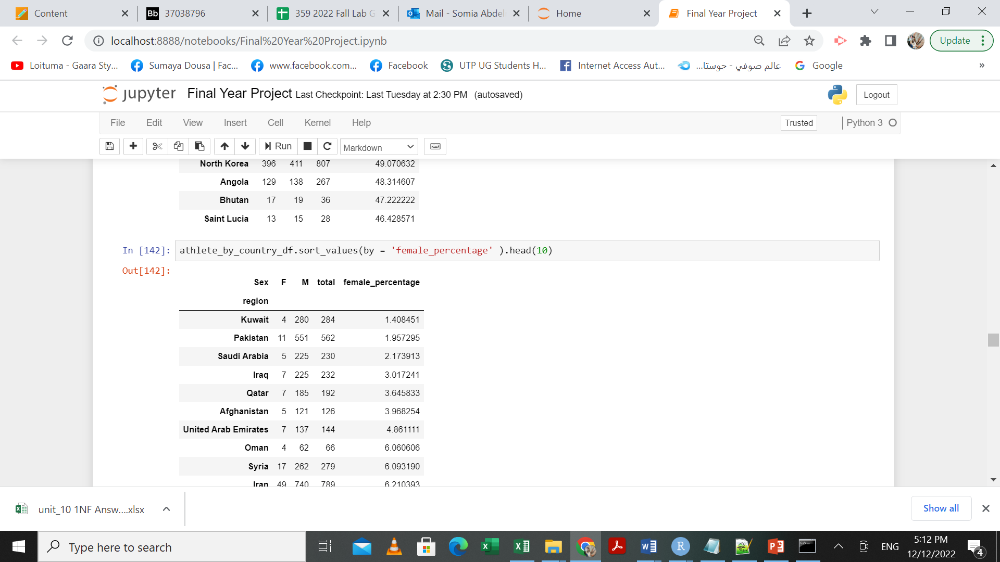 Content
Bb 37038796
359 2022 Fall Lab G
Mail - Somia Abdel
Home
Final Year Project
localhost:8888/notebooks/Final%20Year%20Project.ipynb
Update
Loituma - Gaara Sty...
Sumaya Dousa | Fac...
www.facebook.com...
Facebook
UTP UG Students H...
Internet Access Aut...
عالم صوفي - جوستا...
Google
»
jupyter Final Year Project Last Checkpoint: Last Tuesday at 2:30 PM (autosaved)
Logout
File Edit View Insert Cell Kernel Help
Trusted
Python 3
Run
Markdown
North Korea 396 411 807 49.070632
Angola 129 138 267 48.314607
Bhutan 17 19 36 47.222222
Saint Lucia 13 15 28 46.428571
In [142]: athlete_by_country_df.sort_values(by = 'female_percentage' ).head(10)
Out[142]:
Sex F M total female_percentage
region
Kuwait 4 280 284 1.408451
Pakistan 11 551 562 1.957295
Saudi Arabia 5 225 230 2.173913
Iraq 7 225 232 3.017241
Qatar 7 185 192 3.645833
Afghanistan 5 121 126 3.968254
United Arab Emirates 7 137 144 4.861111
Oman 4 62 66 6.060606
Syria 17 262 279 6.093190
Iran 49 740 789 6.210393
unit_10 1NF Answ....xlsx
Show all
Type here to search
ENG
5:12 PM
12/12/2022
4